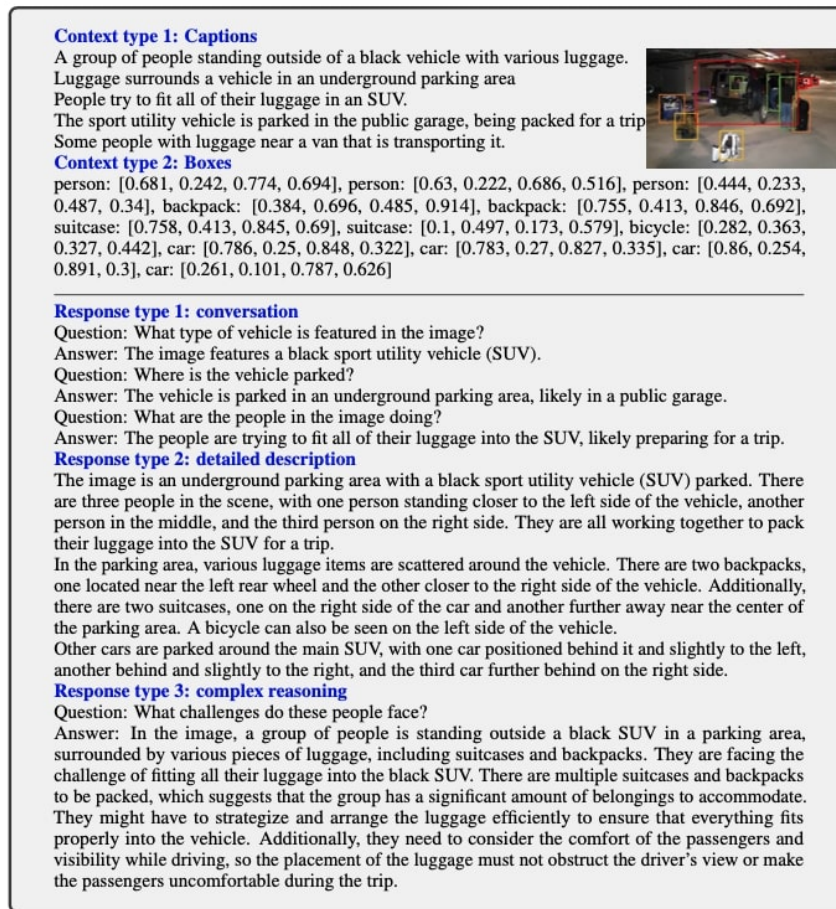 Context type 1: Captions
A group of people standing outside of a black vehicle with various luggage.
Luggage surrounds a vehicle in an underground parking area
People try to fit all of their luggage in an SUV.
The sport utility vehicle is parked in the public garage, being packed for a trip
Some people with luggage near a van that is transporting it.
Context type 2: Boxes
person: [0.681, 0.242, 0.774, 0.694], person: [0.63, 0.222, 0.686, 0.516], person: [0.444, 0.233,
0.487, 0.34], backpack: [0.384, 0.696, 0.485, 0.914], backpack: [0.755, 0.413, 0.846, 0.692],
suitcase: [0.758, 0.413, 0.845, 0.69], suitcase: [0.1, 0.497, 0.173, 0.579], bicycle: [0.282, 0.363,
0.327, 0.442], car: [0.786, 0.25, 0.848, 0.322], car: [0.783, 0.27, 0.827, 0.335], car: [0.86, 0.254,
0.891, 0.3], car: [0.261, 0.101, 0.787, 0.626]
Response type 1: conversation
Question: What type of vehicle is featured in the image?
Answer: The image features a black sport utility vehicle (SUV).
Question: Where is the vehicle parked?
Answer: The vehicle is parked in an underground parking area, likely in a public garage.
Question: What are the people in the image doing?
Answer: The people are trying to fit all of their luggage into the SUV, likely preparing for a trip.
Response type 2: detailed description
The image is an underground parking area with a black sport utility vehicle (SUV) parked. There
are three people in the scene, with one person standing closer to the left side of the vehicle, another
person in the middle, and the third person on the right side. They are all working together to pack
their luggage into the SUV for a trip.
In the parking area, various luggage items are scattered around the vehicle. There are two backpacks,
one located near the left rear wheel and the other closer to the right side of the vehicle. Additionally,
there are two suitcases, one on the right side of the car and another further away near the center of
the parking area. A bicycle can also be seen on the left side of the vehicle.
Other cars are parked around the main SUV, with one car positioned behind it and slightly to the left,
another behind and slightly to the right, and the third car further behind on the right side.
Response type 3: complex reasoning
Question: What challenges do these people face?
Answer: In the image, a group of people is standing outside a black SUV in a parking area,
surrounded by various pieces of luggage, including suitcases and backpacks. They are facing the
challenge of fitting all their luggage into the black SUV. There are multiple suitcases and backpacks
to be packed, which suggests that the group has a significant amount of belongings to accommodate.
They might have to strategize and arrange the luggage efficiently to ensure that everything fits
properly into the vehicle. Additionally, they need to consider the comfort of the passengers and
visibility while driving, so the placement of the luggage must not obstruct the driver's view or make
the passengers uncomfortable during the trip.